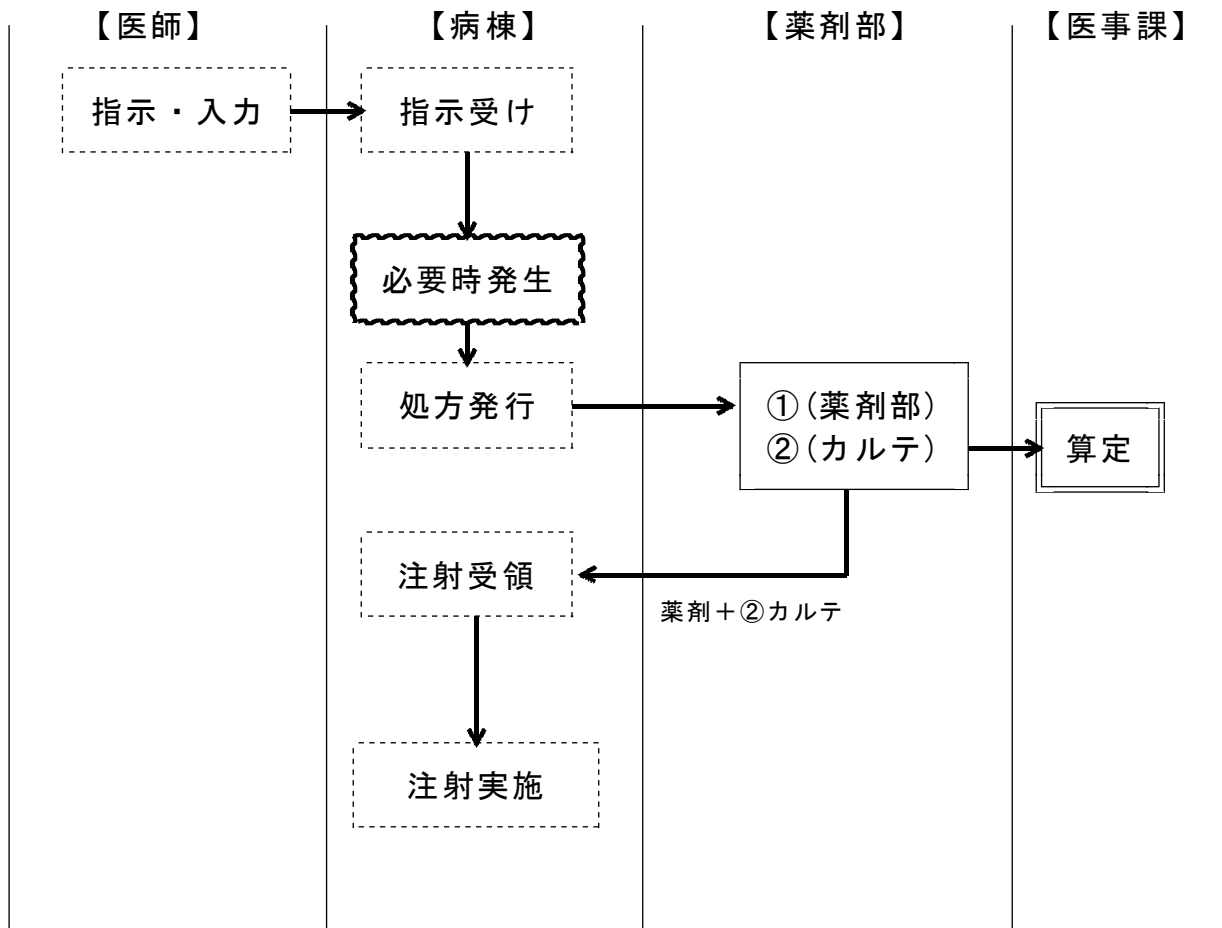 【医師】
【病棟】
【薬剤部】
【医事課】
指示・入力
指示受け
必要時発生
処方発行
①(薬剤部)
②(カルテ)
算定
注射受領
薬剤＋②カルテ
注射実施